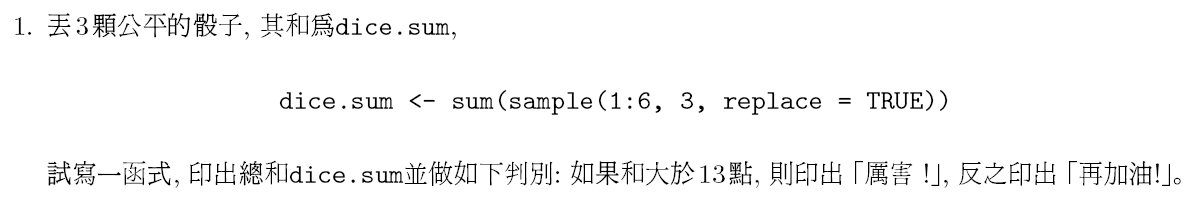 1. 丟3顆公平的骰子, 其和爲dice.sum,
dice.sum <- sum(sample(1:6, 3, replace = TRUE))
試寫一函式, 印出總和dice.sum並做如下判別: 如果和大於13點, 則印出「厲害 !」, 反之印出「再加油!」。